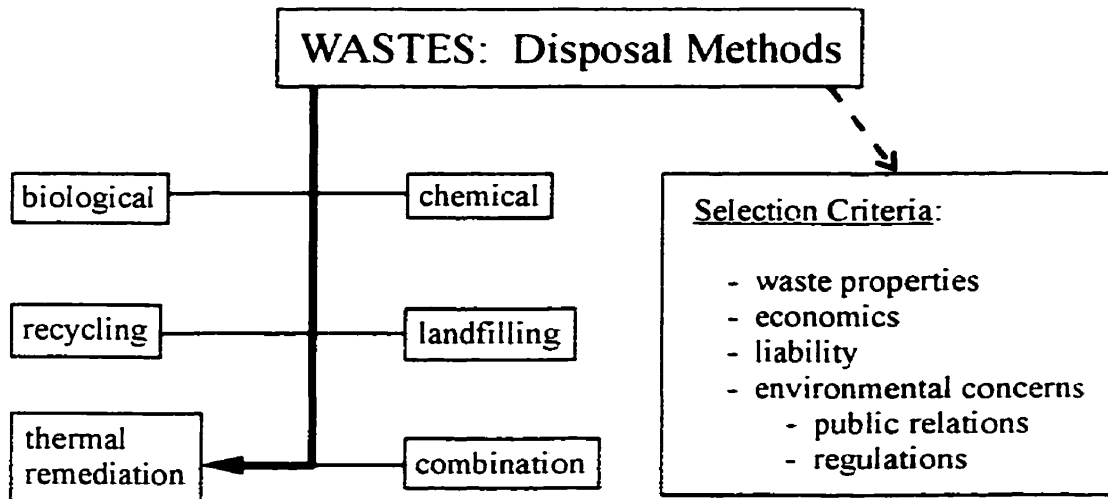 WASTES: Disposal Methods
biological
chemical
recycling
landfilling
thermal
remediation
combination
Selection Criteria:
- waste properties
- economics
- liability
- environmental concerns
- public relations
- regulations